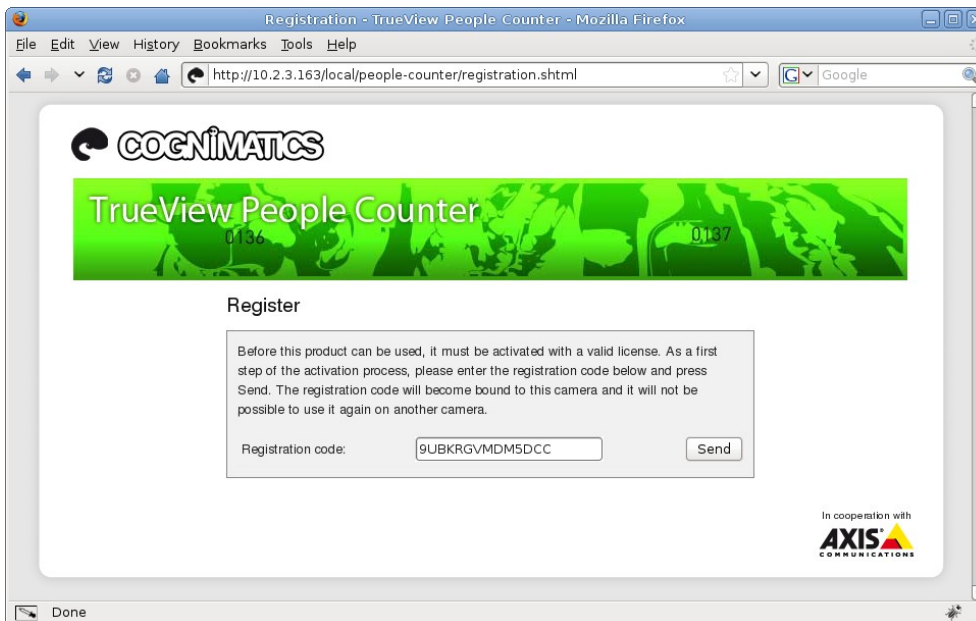 Registration - TrueView People Counter - Mozilla Firefox
File Edit View History Bookmarks Tools Help
http://10.2.3.163/local/people-counter/registration.shtml
G Google
COGNIMATICS
TrueView People Counter
0136
0137
Register
Before this product can be used, it must be activated with a valid license. As a first
step of the activation process, please enter the registration code below and press
Send. The registration code will become bound to this camera and it will not be
possible to use it again on another camera.
Registration code: 9UBKRGVMDM5DCC Send
In cooperation with
AXIS
COMMUNICATIONS
Done